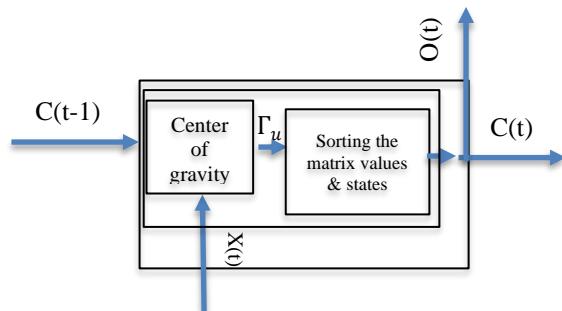 O(t)
C(t-1)
Center
of
gravity
Γu
Sorting the
matrix values
& states
C(t)
X(t)